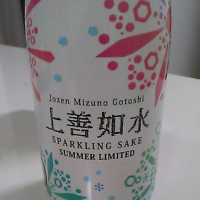 Jozen Mizuno Gotoshi
上善如水
SPARKLING SAKE
SUMMER LIMITED